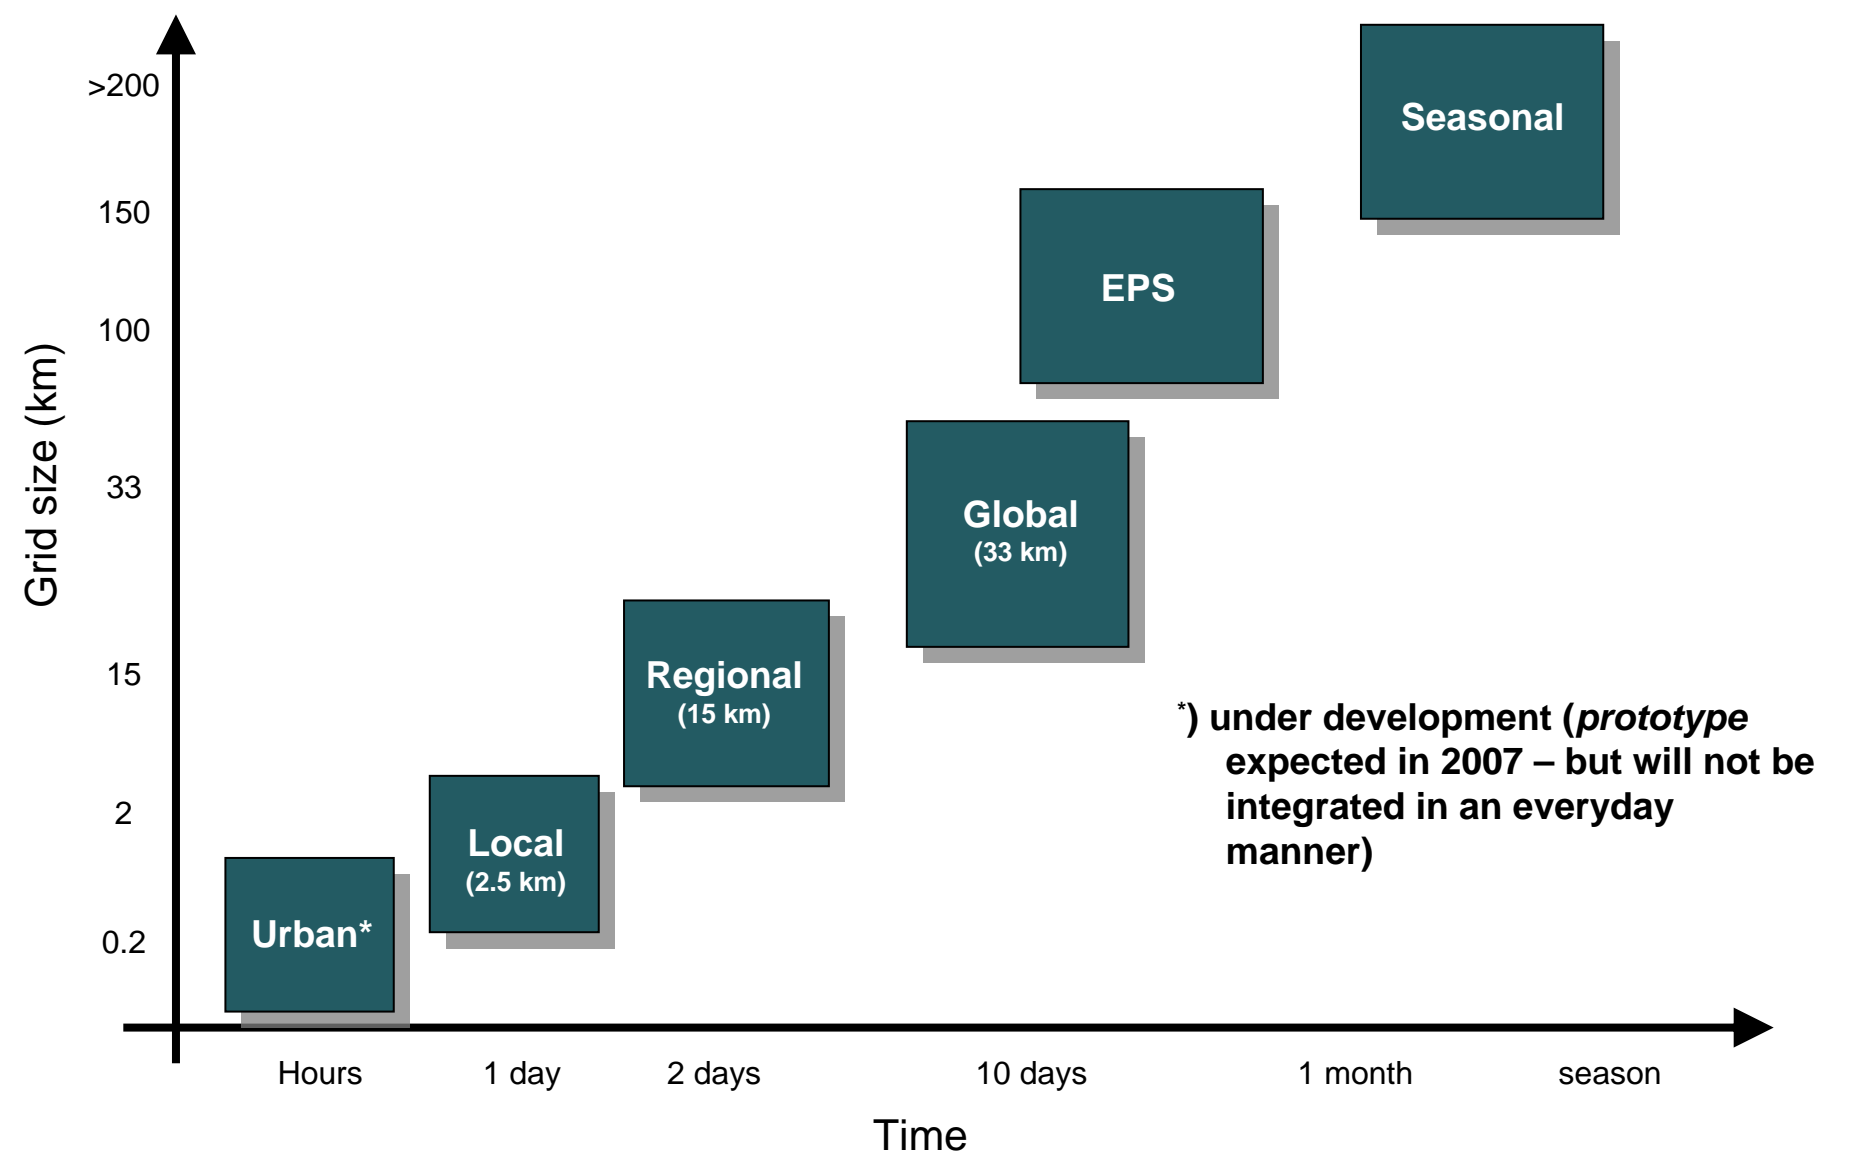 >200
150
100
33
15
2
0.2
Grid size (km)
Seasonal
EPS
Global
(33 km)
Regional
(15 km)
Local
(2.5 km)
Urban*
*) under development (prototype
expected in 2007 – but will not be
integrated in an everyday
manner)
Hours
1 day
2 days
10 days
1 month
season
Time